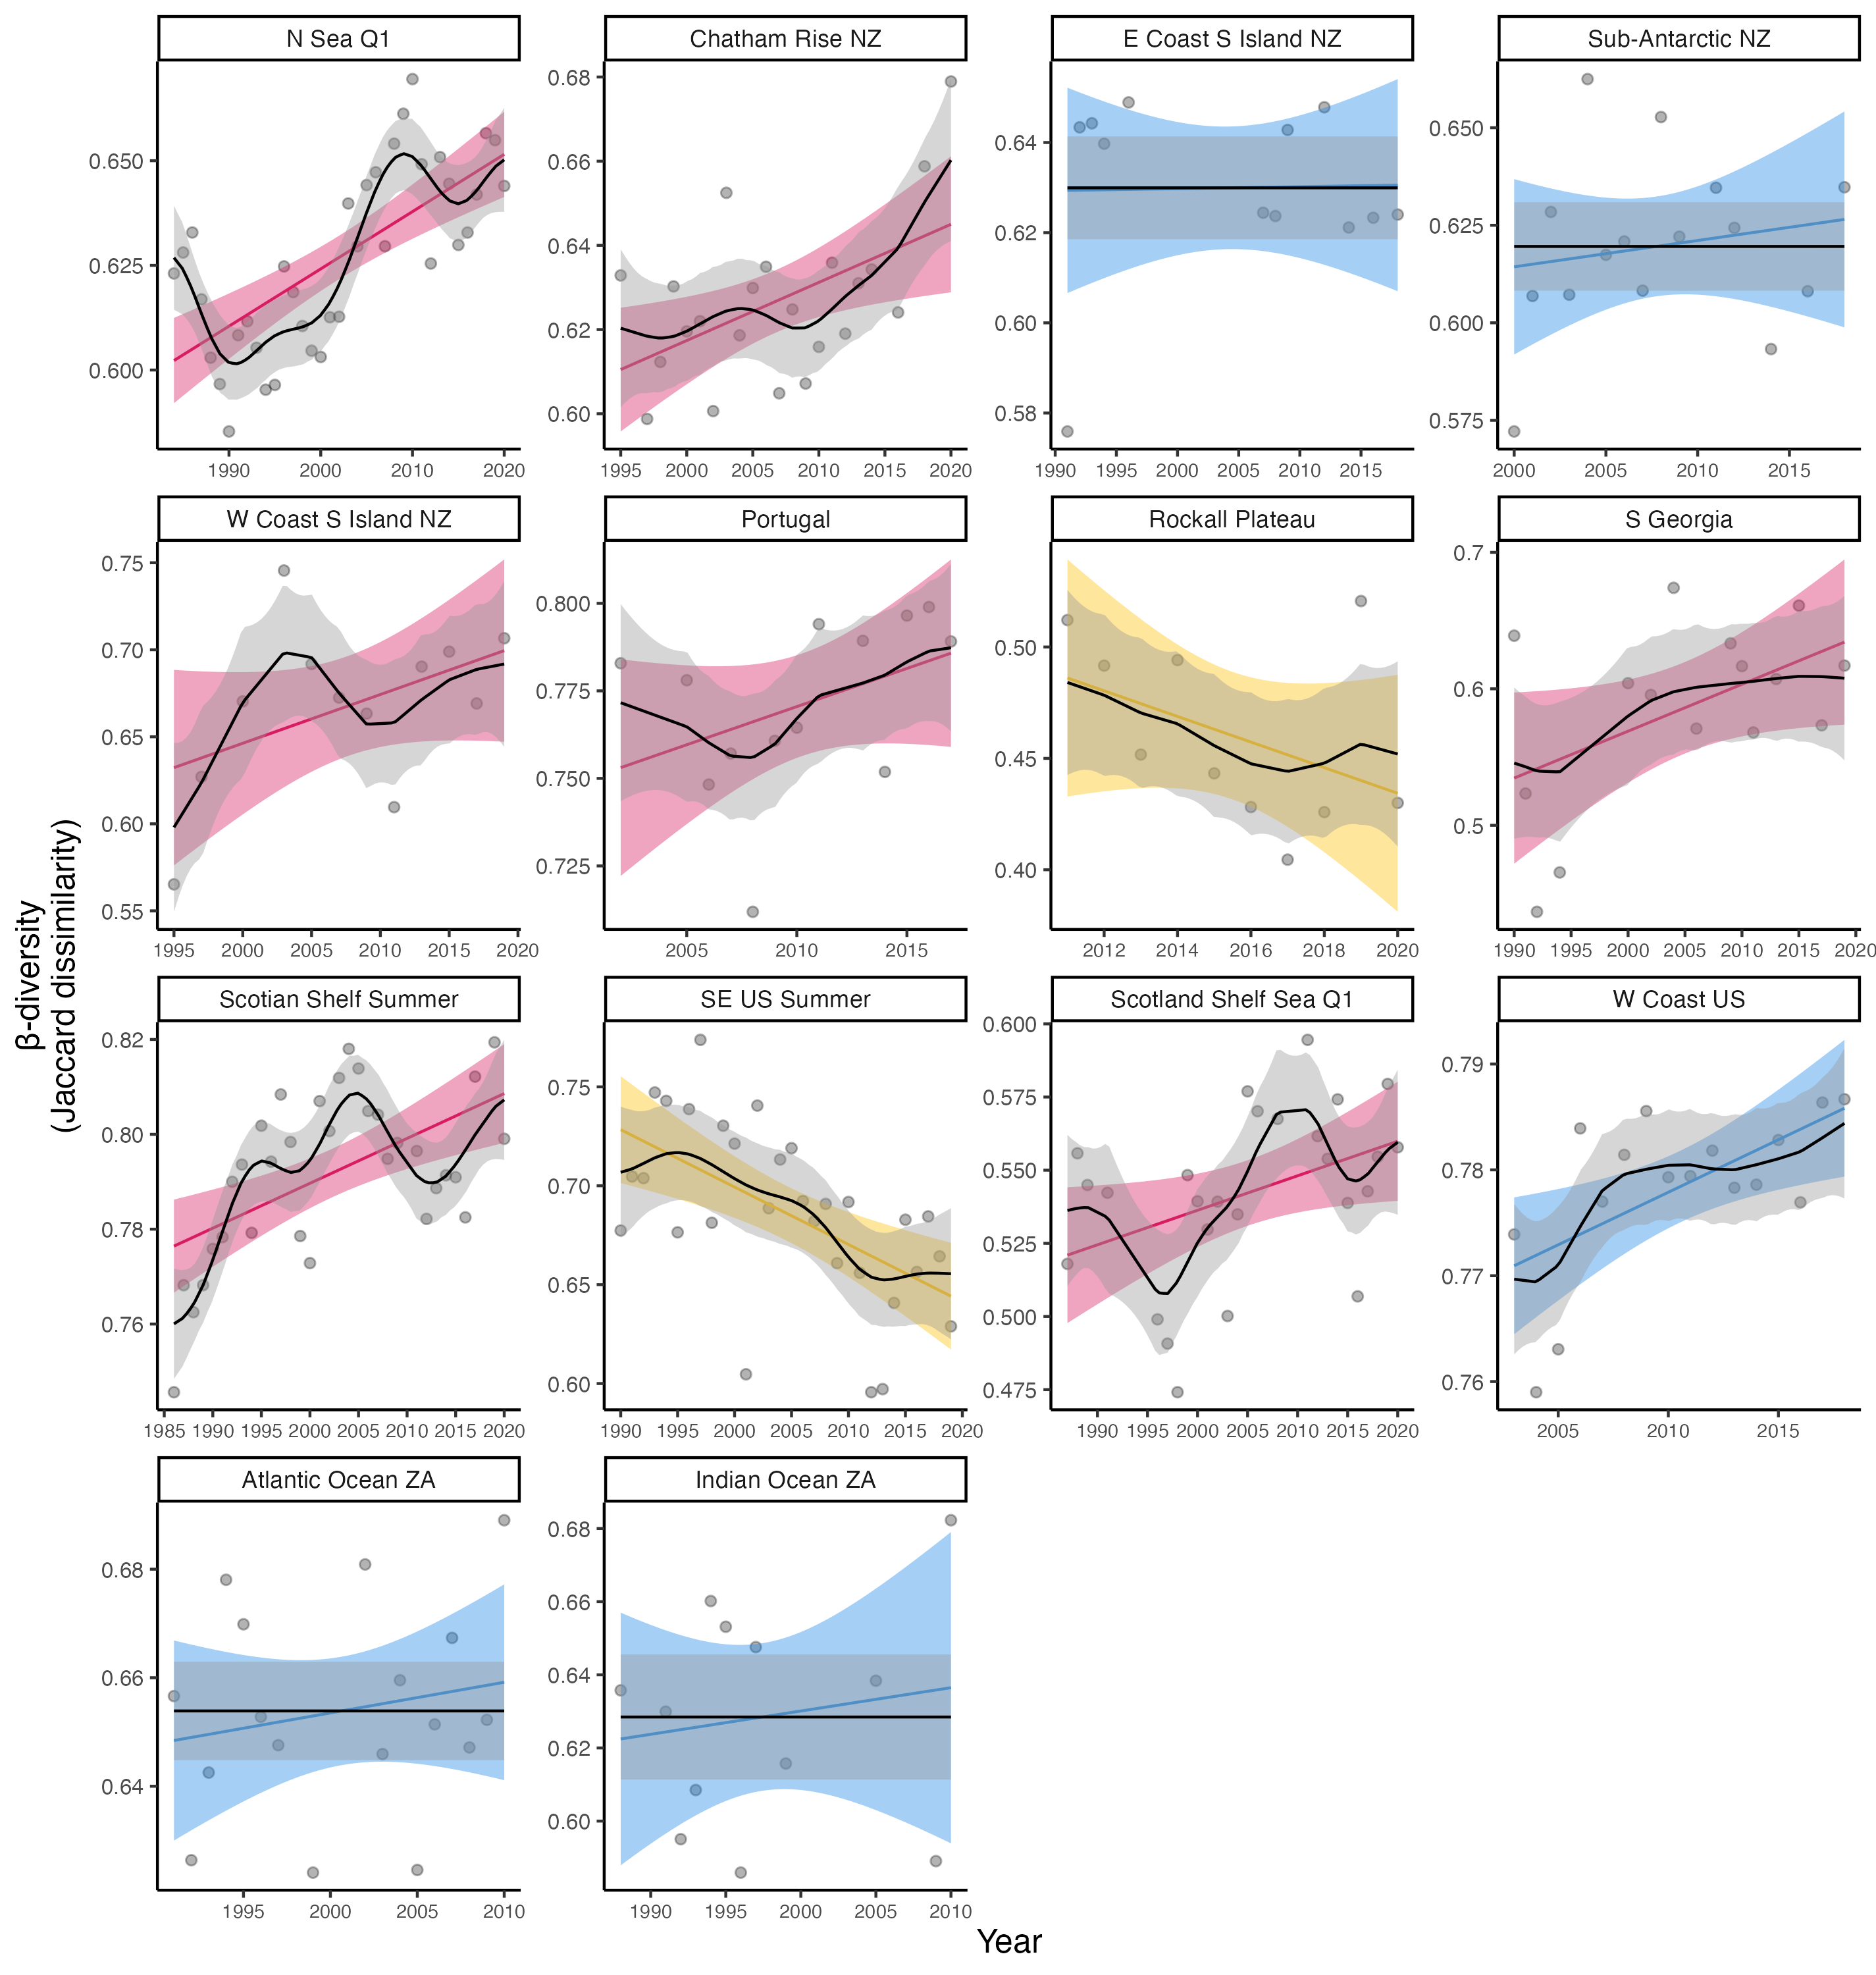 N Sea Q1
0.650
0.625
0.600
1990 2000 2010 2020
Chatham Rise NZ
0.68
0.66
0.64
0.62
0.60
1995 2000 2005 2010 2015 2020
E Coast S Island NZ
0.64
0.62
0.60
0.58
1990 1995 2000 2005 2010 2015
Sub-Antarctic NZ
0.650
0.625
0.600
0.575
2000 2005 2010 2015
W Coast S Island NZ
0.75
0.70
0.65
0.60
0.55
1995 2000 2005 2010 2015 2020
Portugal
0.800
0.775
0.750
0.725
2005 2010 2015
Rockall Plateau
0.50
0.45
0.40
2012 2014 2016 2018 2020
S Georgia
0.7
0.6
0.5
1990 1995 2000 2005 2010 2015 2020
β-diversity
(Jaccard dissimilarity)
Scotian Shelf Summer
0.82
0.80
0.78
0.76
1985 1990 1995 2000 2005 2010 2015 2020
SE US Summer
0.75
0.70
0.65
0.60
1990 1995 2000 2005 2010 2015 2020
Scotland Shelf Sea Q1
0.600
0.575
0.550
0.525
0.500
0.475
1990 1995 2000 2005 2010 2015 2020
W Coast US
0.79
0.78
0.77
0.76
2005 2010 2015
Atlantic Ocean ZA
0.68
0.66
0.64
1995 2000 2005 2010
Indian Ocean ZA
0.68
0.66
0.64
0.62
0.60
1990 1995 2000 2005 2010
Year